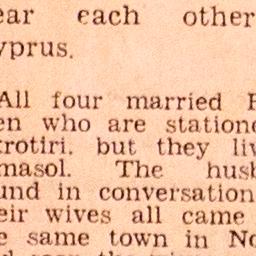 ear each other
yprus.
All four married
en who are statione
rotiri. but they liv
masol. The husb
und in conversation
eir wives all came
e same town in No